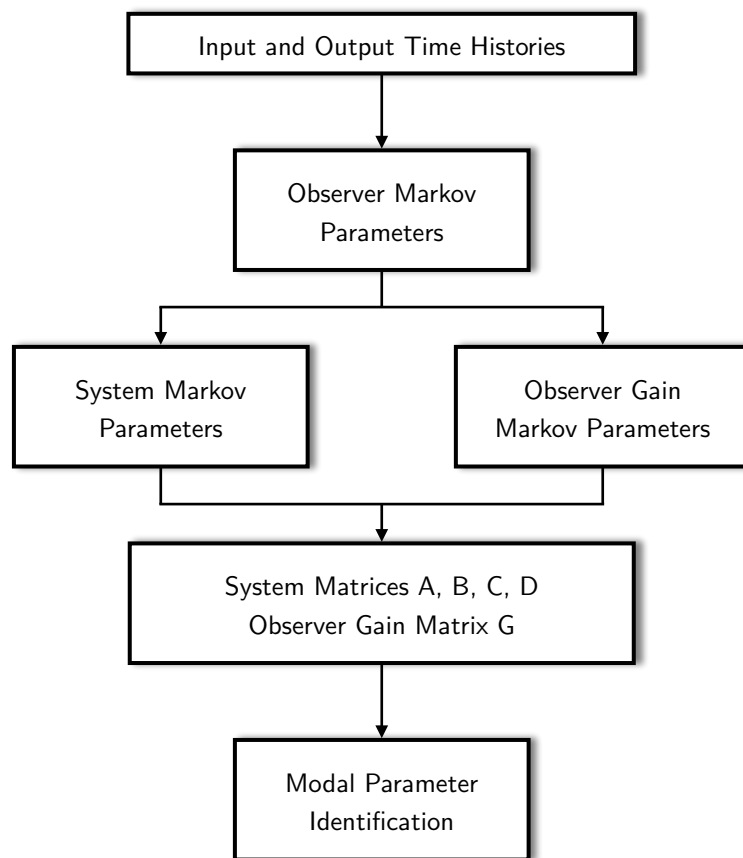 Input and Output Time Histories
Observer Markov
Parameters
System Markov
Parameters
Observer Gain
Markov Parameters
System Matrices A, B, C, D
Observer Gain Matrix G
Modal Parameter
Identification